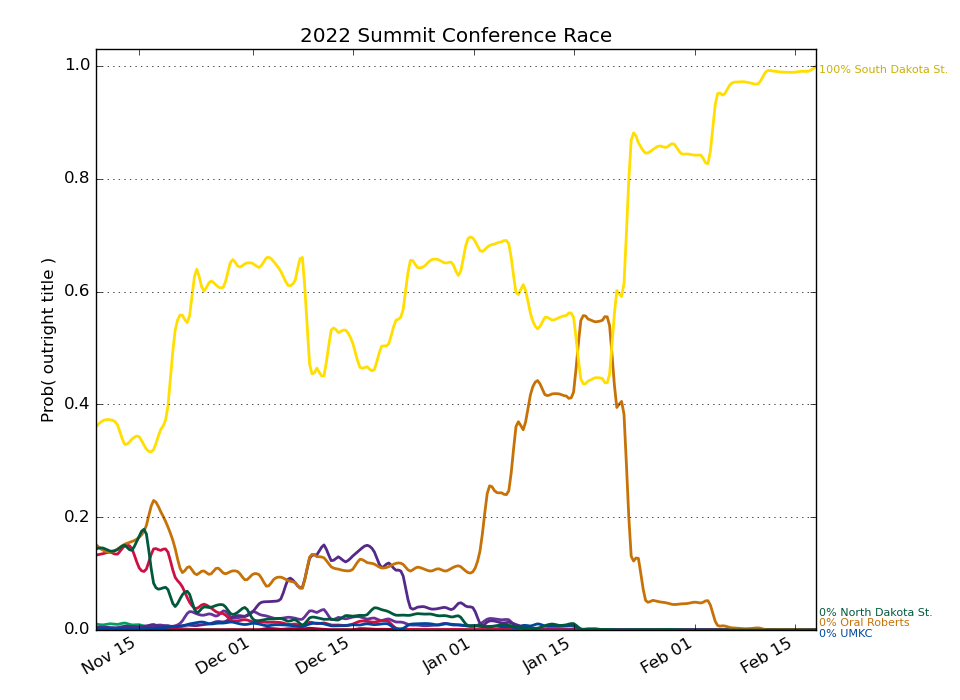 2022 Summit Conference Race
1.0
0.8
0.6
0.4
0.2
0.0
Prob( outright title )
100% South Dakota St.
0% North Dakota St.
0% Oral Roberts
0% UMKC
Nov 15
Dec 01
Dec 15
Jan 01
Jan 15
Feb 01
Feb 15